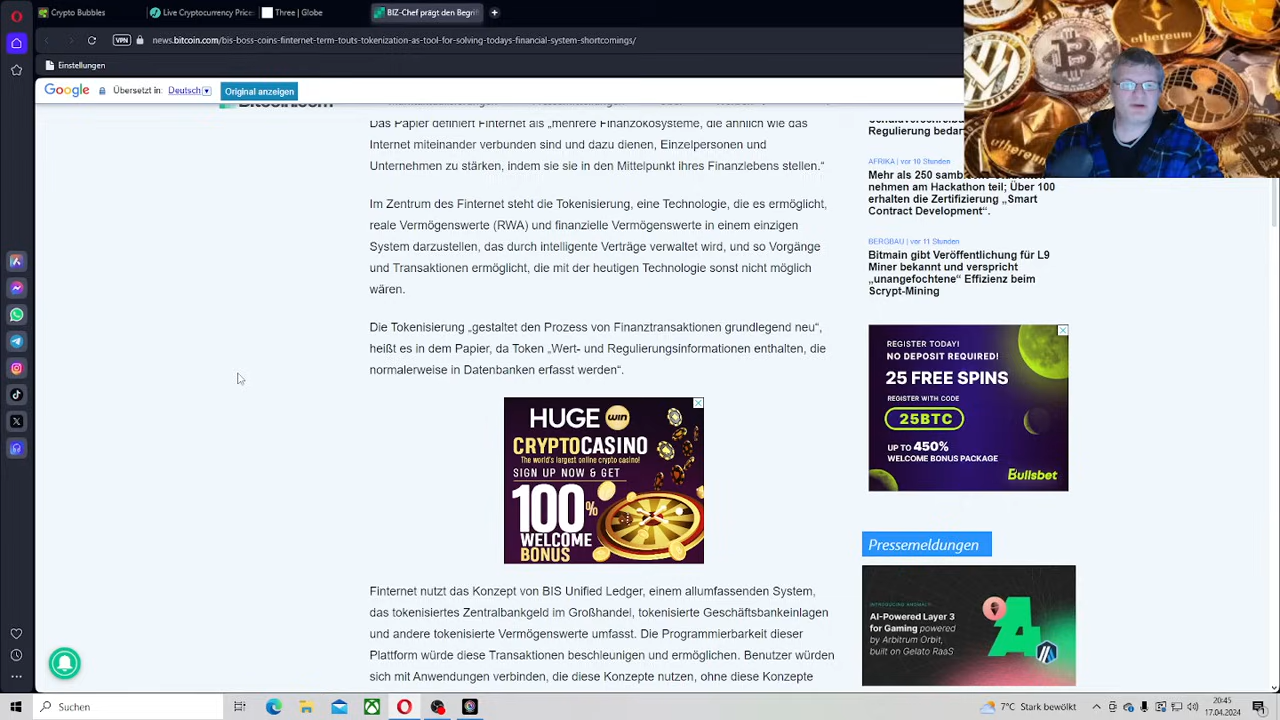 Crypto Bubbles
Live Cryptocurrency Price
Three | Globe
BIZ-Chef prägt den Begri
VPN
news.bitcoin.com/bis-boss-coins-finternet-term-touts-tokenization-as-tool-for-solving-todays-financial-system-shortcomings/
Einstellungen
Google
Übersetzt in:
Deutsch
Original anzeigen
Das Papier definiert Finternet als „mehrere Finanzökosysteme, die ähnlich wie das
Internet miteinander verbunden sind und dazu dienen, Einzelpersonen und
Unternehmen zu stärken, indem sie sie in den Mittelpunkt ihres Finanzlebens stellen.“
Im Zentrum des Finternet steht die Tokenisierung, eine Technologie, die es ermöglicht,
reale Vermögenswerte (RWA) und finanzielle Vermögenswerte in einem einzigen
System darzustellen, das durch intelligente Verträge verwaltet wird, und so Vorgänge
und Transaktionen ermöglicht, die mit der heutigen Technologie sonst nicht möglich
wären.
Die Tokenisierung „gestaltet den Prozess von Finanztransaktionen grundlegend neu“,
heißt es in dem Papier, da Token „Wert- und Regulierungsinformationen enthalten, die
normalerweise in Datenbanken erfasst werden“.
HUGE win
CRYPTOCASINO
The world's largest online crypto casino!
SIGN UP NOW & GET
100%
WELCOME
BONUS
Finternet nutzt das Konzept von BIS Unified Ledger, einem allumfassenden System,
das tokenisiertes Zentralbankgeld im Großhandel, tokenisierte Geschäftsbankeinlagen
und andere tokenisierte Vermögenswerte umfasst. Die Programmierbarkeit dieser
Plattform würde diese Transaktionen beschleunigen und ermöglichen. Benutzer würden
sich mit Anwendungen verbinden, die diese Konzepte nutzen, ohne diese Konzepte
Regulierung bedar
AFRIKA | vor 10 Stunden
Mehr als 250
nehmen am Hackathon teil; Über 100
erhalten die Zertifizierung „Smart
Contract Development“.
BERGBAU | vor 11 Stunden
Bitmain gibt Veröffentlichung für L9
Miner bekannt und verspricht
„unangefochtene“ Effizienz beim
Scrypt-Mining
REGISTER TODAY!
NO DEPOSIT REQUIRED!
25 FREE SPINS
REGISTER WITH CODE
25BTC
UP TO 450%
WELCOME BONUS PACKAGE
Bullsbet
Pressemeldungen
INTRODUCING ANOMALY:
AI-Powered Layer 3
for Gaming powered
by Arbitrum Orbit,
built on Gelato RaaS
ethereum
ethereum
Suchen
7°C Stark bewölkt
20:45
17.04.2024